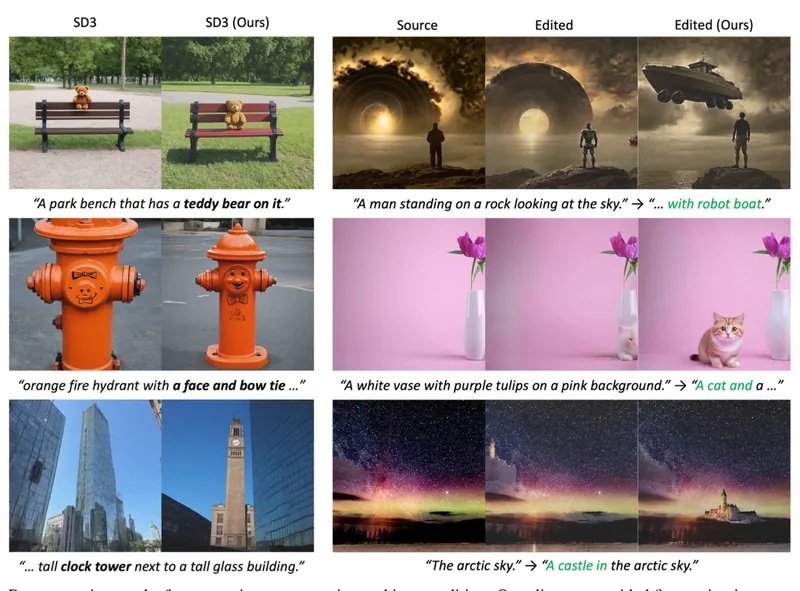 SD3 SD3 (Ours) Source Edited Edited (Ours)
“A park bench that has a teddy bear on it.” “A man standing on a rock looking at the sky.” → “... with robot boat.”
“orange fire hydrant with a face and bow tie ...” “A white vase with purple tulips on a pink background.” → “A cat and a ...”
“... tall clock tower next to a tall glass building.” “The arctic sky.” → “A castle in the arctic sky.”